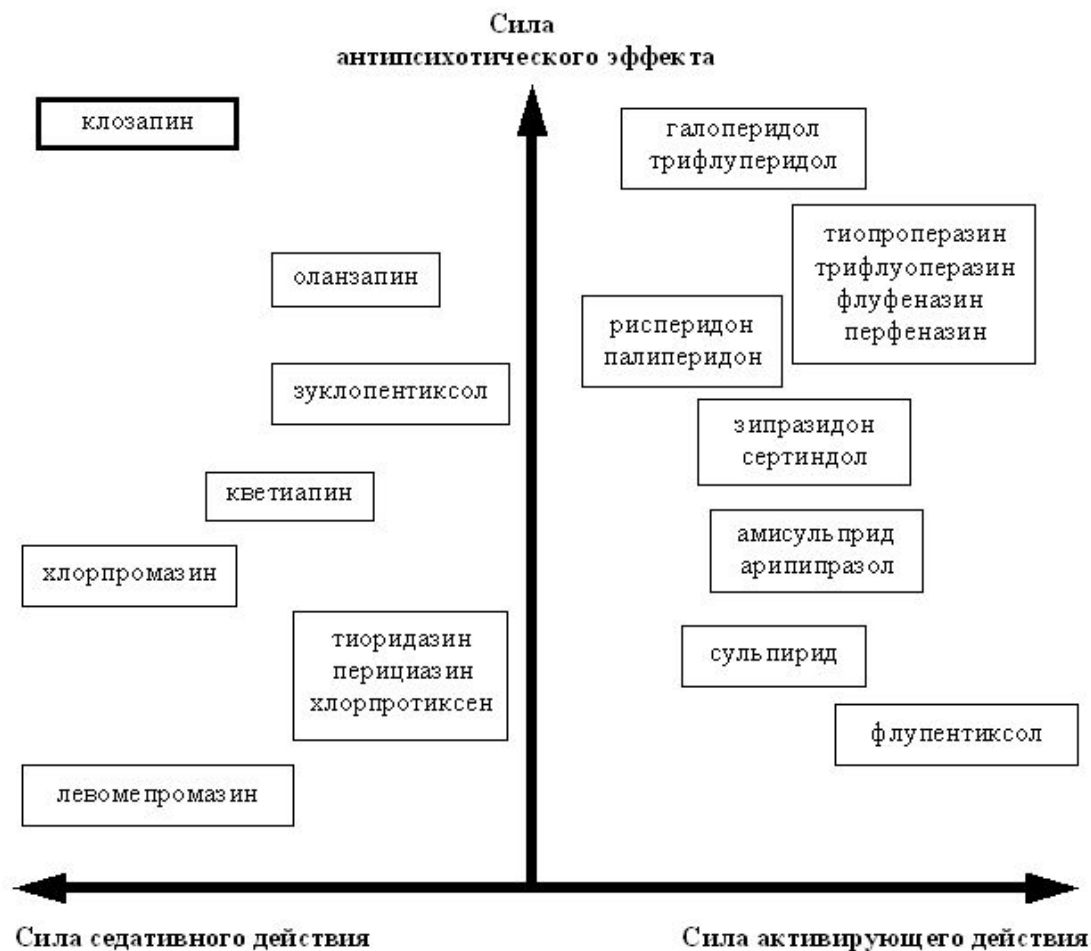 Сила
антипсихотического эффекта
клозапин
галоперидол
трифлуперидол
тиопроперазин
трифлуоперазин
флуфеназин
перфеназин
оланзапин
рисперидон
палиперидон
зуклопентиксол
зипразидон
сертиндол
кветиапин
амисульприд
арипипразол
хлорпромазин
тиоридазин
перициазин
хлорпротиксен
сульпирид
флупентиксол
левомепромазин
Сила седативного действия
Сила активирующего действия